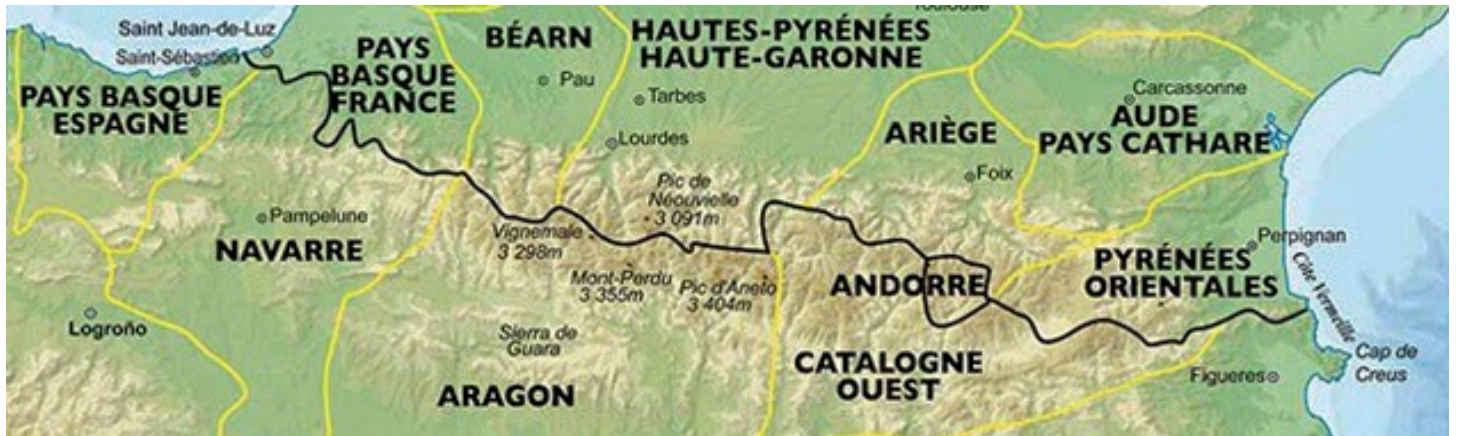 Toulouse
Saint Jean-de-Luz
Saint-Sébastien
PAYS BASQUE
ESPAGNE
PAYS
BASQUE
FRANCE
BÉARN
Pau
HAUTES-PYRÉNÉES
HAUTE-GARONNE
Tarbes
Lourdes
ARIÈGE
Foix
Carcassonne
AUDE
PAYS CATHARE
Pampelune
NAVARRE
Logroño
Vignemale
3 298m
Pic de
Néouvielle
3 091m
Mont-Perdu
3 355m
Pic d'Aneto
3 404m
Sierra de
Guara
ARAGON
ANDORRE
CATALOGNE
OUEST
PYRÉNÉES
ORIENTALES
Perpignan
Côte Vermeille
Figueres
Cap de
Creus